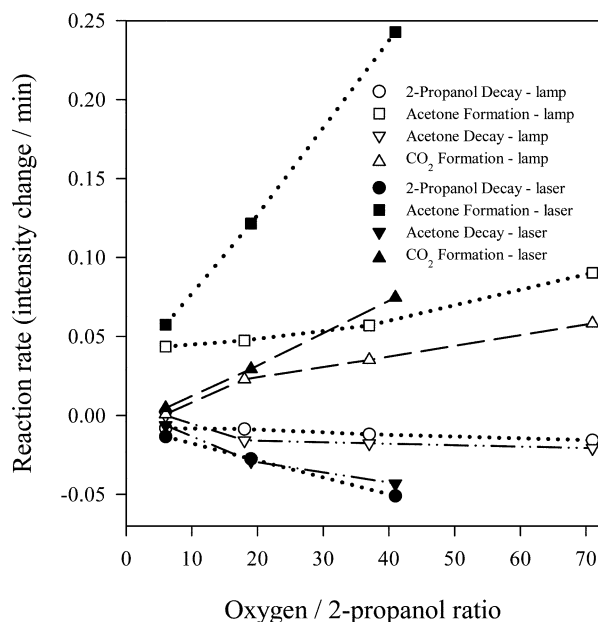 0.25
0.20
0.15
0.10
0.05
0.00
-0.05
Reaction rate (intensity change / min)
2-Propanol Decay - lamp
Acetone Formation - lamp
Acetone Decay - lamp
CO2 Formation - lamp
2-Propanol Decay - laser
Acetone Formation - laser
Acetone Decay - laser
CO2 Formation - laser
0 10 20 30 40 50 60 70
Oxygen / 2-propanol ratio